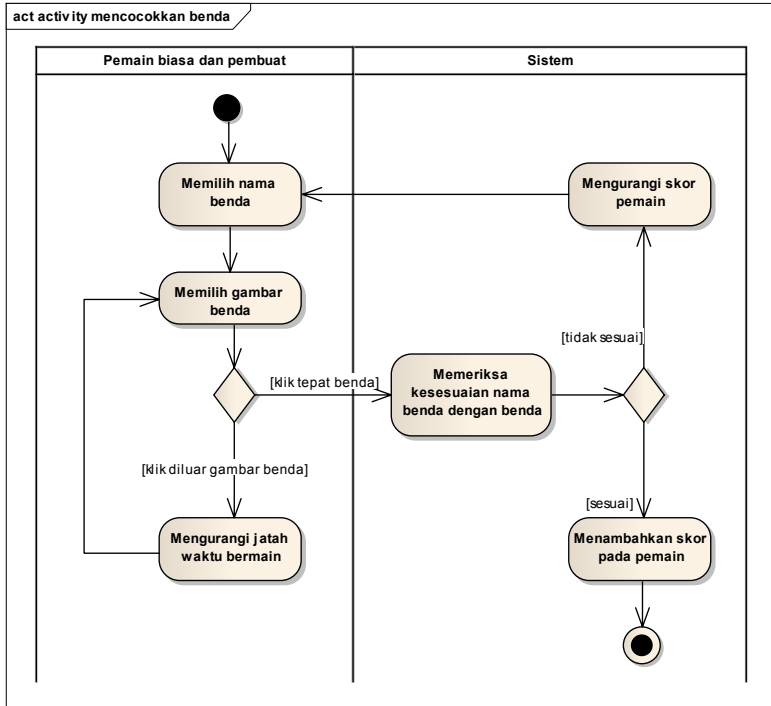 act activity mencocokkan benda
Pemain biasa dan pembuat
Sistem
Memilih nama
benda
Mengurangi skor
pemain
Memilih gambar
benda
[tidak sesuai]
[klik tepat benda]
Memeriksa
kesesuaian nama
benda dengan benda
[klik diluar gambar benda]
[sesuai]
Mengurangi jatah
waktu bermain
Menambahkan skor
pada pemain